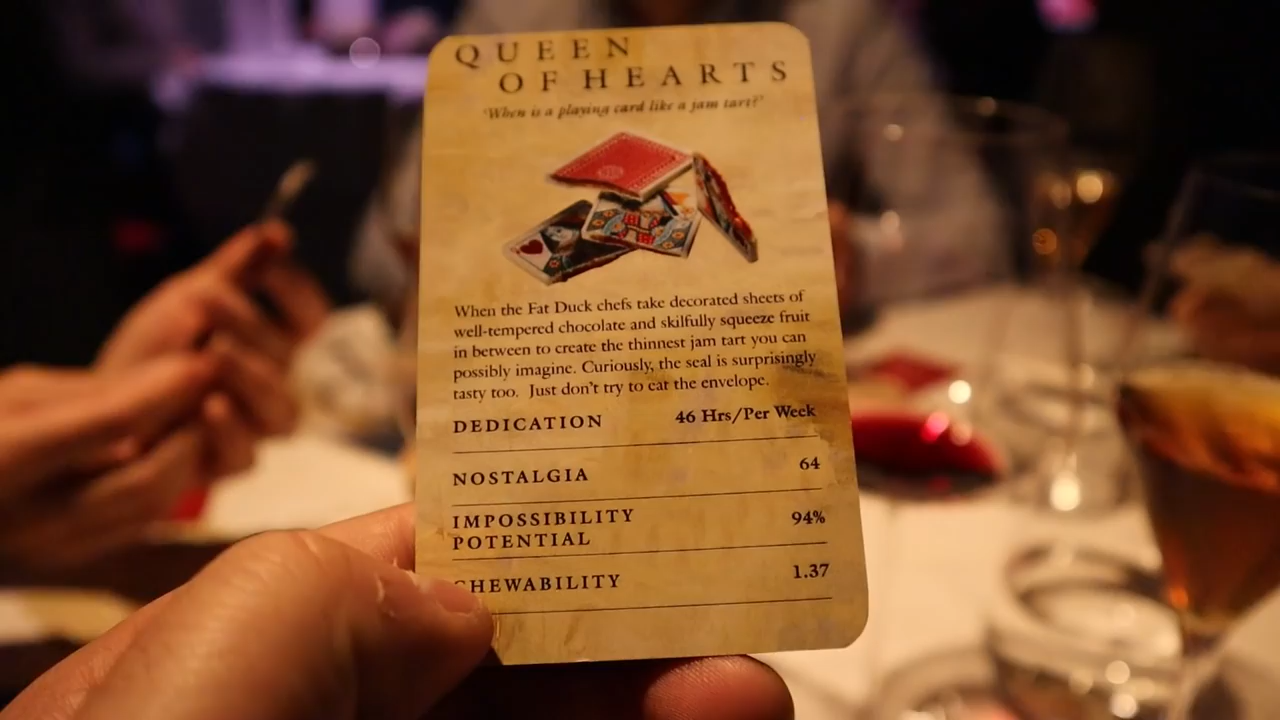 QUEEN
OF HEARTS
'When is a playing card like a jam tart?'
When the Fat Duck chefs take decorated sheets of
well-tempered chocolate and skilfully squeeze fruit
in between to create the thinnest jam tart you can
possibly imagine. Curiously, the seal is surprisingly
tasty too. Just don't try to eat the envelope.
DEDICATION 46 Hrs/Per Week
NOSTALGIA 64
IMPOSSIBILITY
POTENTIAL 94%
CHEWABILITY 1.37